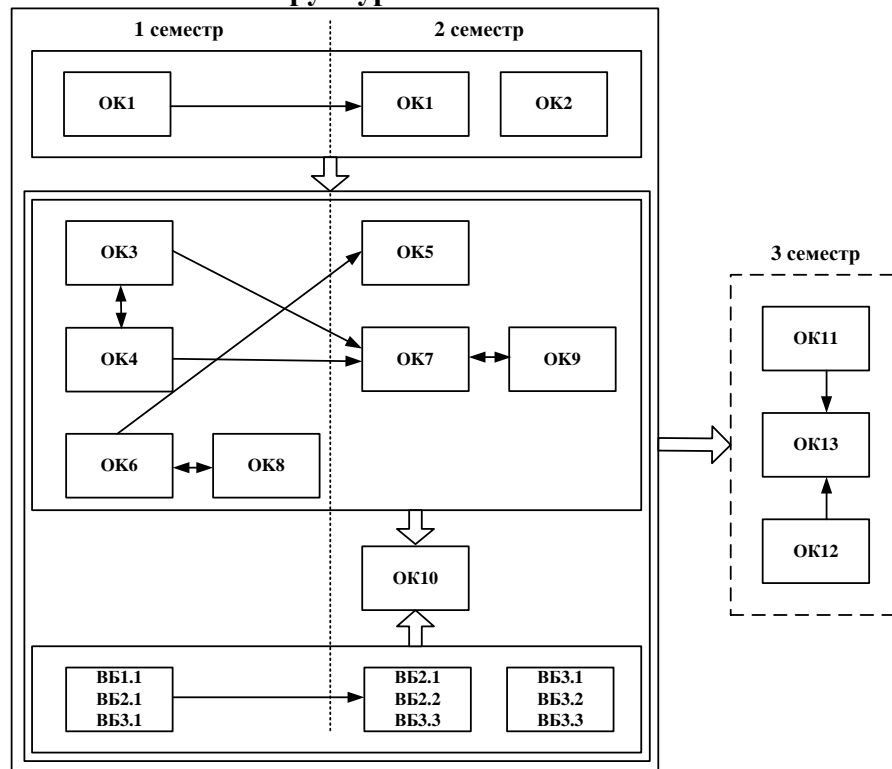 1 семестр
2 семестр
ОК1
ОК1
ОК2
ОК3
ОК5
3 семестр
ОК4
ОК7
ОК9
ОК11
ОК6
ОК8
ОК13
ОК10
ОК12
ВБ1.1
ВБ2.1
ВБ3.1
ВБ2.1
ВБ2.2
ВБ3.3
ВБ3.1
ВБ3.2
ВБ3.3